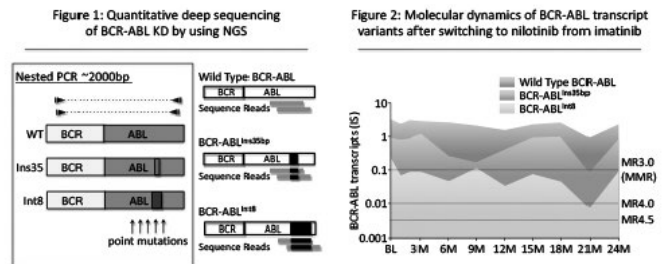 Figure 1: Quantitative deep sequencing
of BCR-ABL KD by using NGS
Nested PCR ~2000bp
WT
BCR
ABL
Ins35
BCR
ABL
Int8
BCR
ABL
point mutations
Wild Type BCR-ABL
BCR
ABL
Sequence Reads
BCR-ABLIns35bp
BCR
ABL
Sequence Reads
BCR-ABLInt8
BCR
ABL
Sequence Reads
Figure 2: Molecular dynamics of BCR-ABL transcript
variants after switching to nilotinib from imatinib
Wild Type BCR-ABL
BCR-ABLIns35bp
BCR-ABLInt8
BCR-ABL transcripts (IS)
10
1
0.1
0.01
0.001
MR3.0
(MMR)
MR4.0
MR4.5
BL 3M 6M 9M 12M 15M 18M 21M 24M